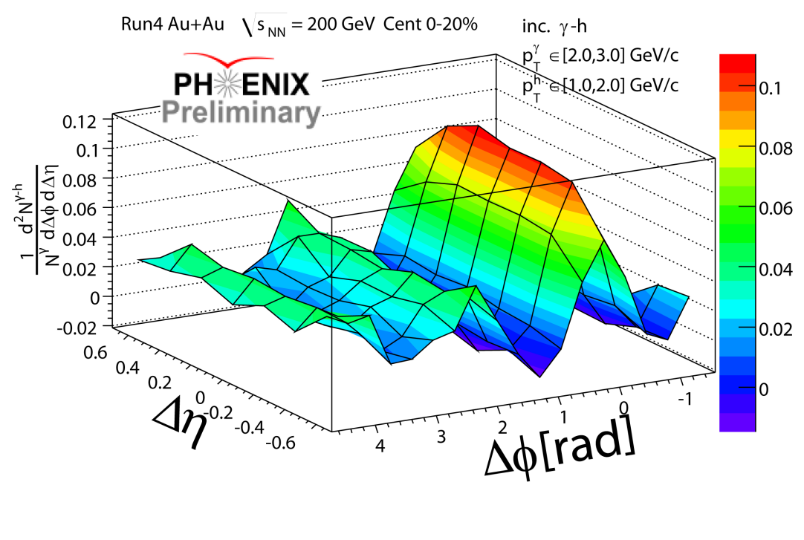 Run4 Au+Au √s NN = 200 GeV Cent 0-20%
inc. γ-h
p T γ ∈[2.0,3.0] GeV/c
p T h ∈[1.0,2.0] GeV/c
PHENIX
Preliminary
1 d²N γ-h
N γ dΔϕ dΔη
0.12
0.1
0.08
0.06
0.04
0.02
0
-0.02
0.6
0.4
0.2
0
-0.2
-0.4
-0.6
Δη
4
3
2
1
0
-1
Δϕ[rad]
0.1
0.08
0.06
0.04
0.02
0